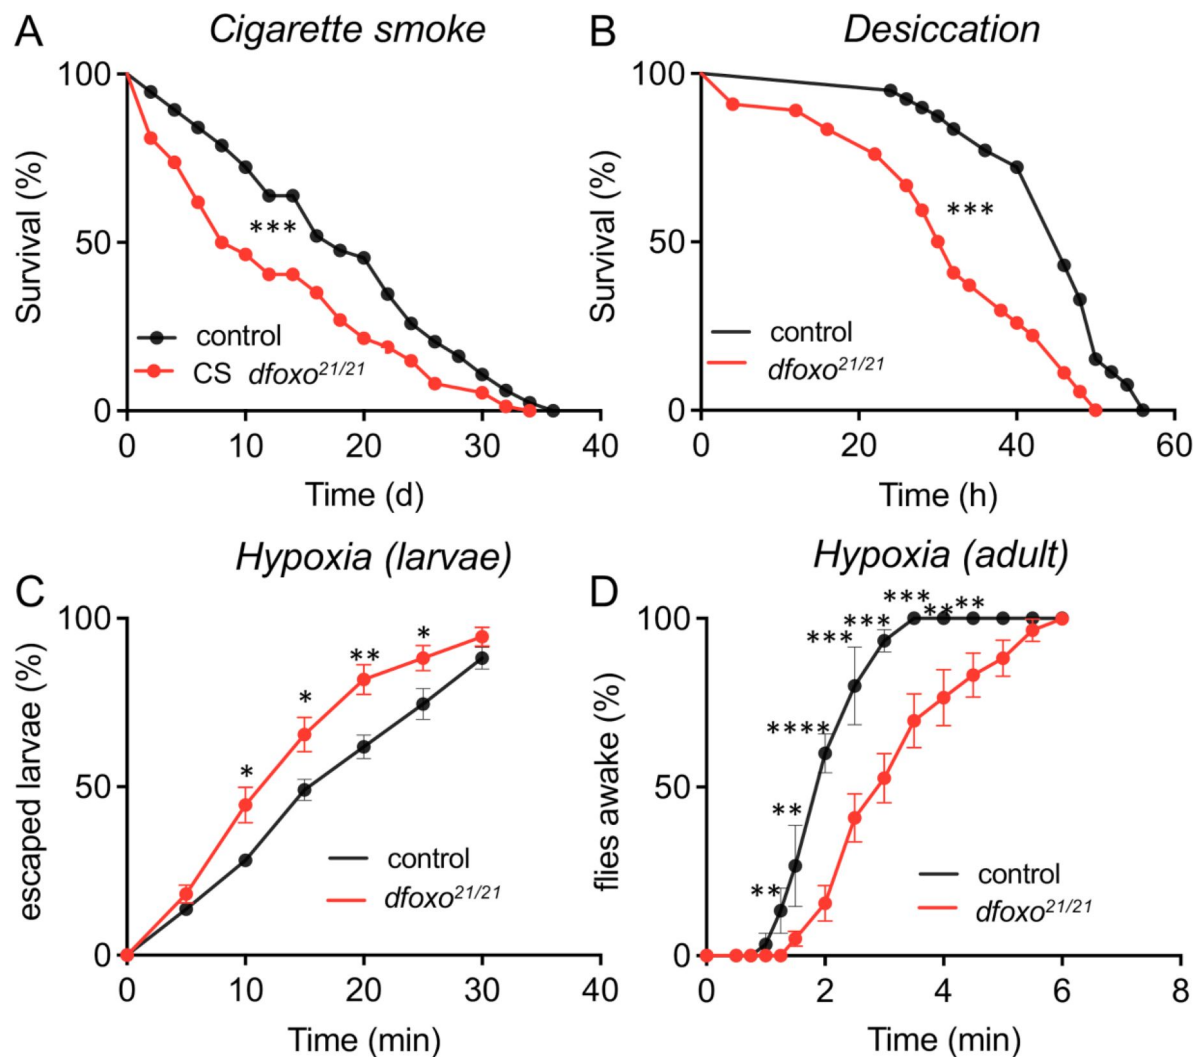 A
Cigarette smoke
100
50
0
Survival (%)
***
control
CS dfoxo21/21
0 10 20 30 40
Time (d)
B
Desiccation
100
50
0
Survival (%)
***
control
dfoxo21/21
0 20 40 60
Time (h)
C
Hypoxia (larvae)
100
50
0
escaped larvae (%)
*
*
**
*
control
dfoxo21/21
0 10 20 30 40
Time (min)
D
Hypoxia (adult)
100
50
0
flies awake (%)
**
**
****
***
***
***
**
**
control
dfoxo21/21
0 2 4 6 8
Time (min)